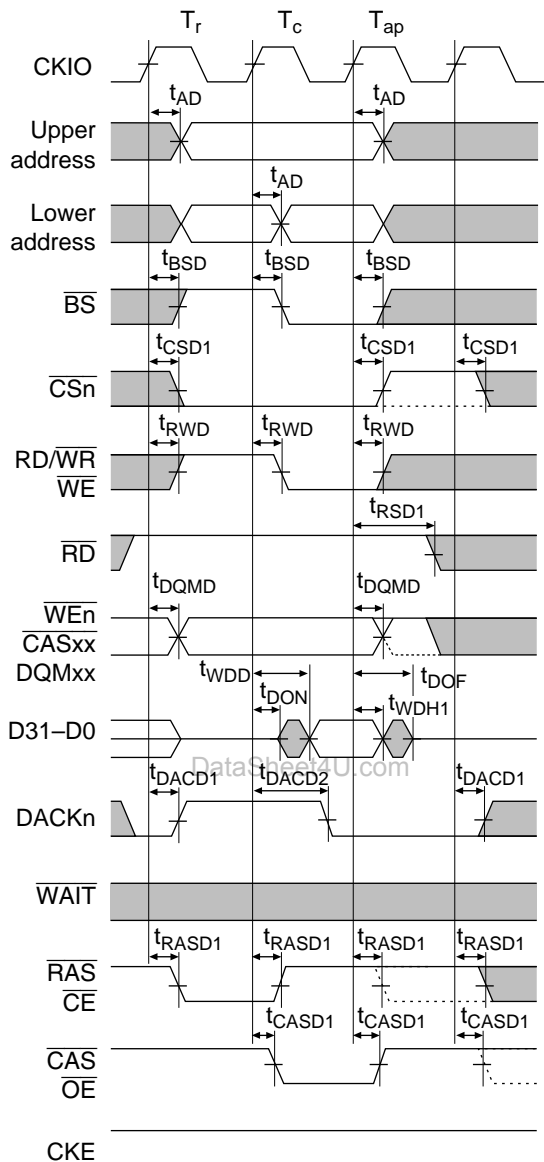 Tr Tc Tap
CKIO
tAD tAD
Upper
address
tAD
Lower
address
tBSD tBSD tBSD
BS
tCSD1 tCSD1 tCSD1
CSn
tRWD tRWD tRWD
RD/WR
WE
tRSD1
RD
tDQMD tDQMD
WEn
CASxx
DQMxx
tWDD tDOF
tDON tWDH1
D31–D0
DataSheet4U.com
tDACD1 tDACD2 tDACD1
DACKn
WAIT
tRASD1 tRASD1 tRASD1 tRASD1
RAS
CE
tCASD1 tCASD1 tCASD1
CAS
OE
CKE